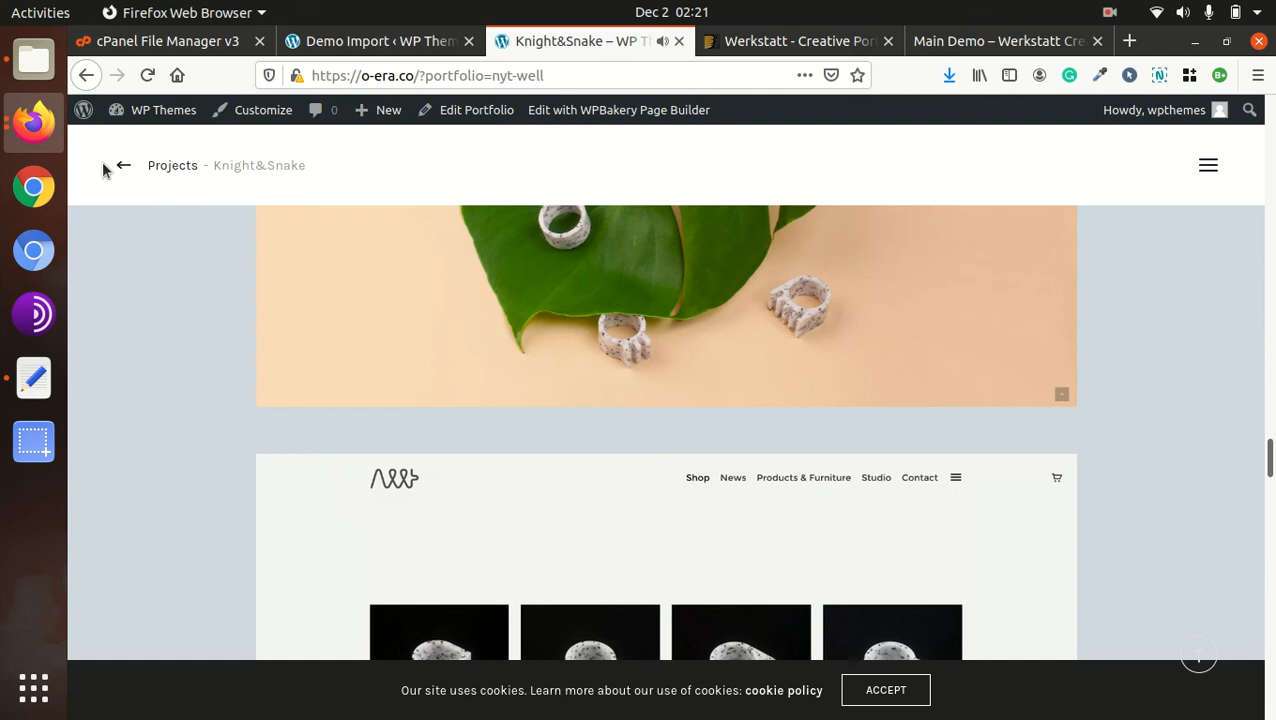 Activities Firefox Web Browser Dec 2 02:21
cPanel File Manager v3 Demo Import ‹ WP Them Knight&Snake – WP T Werkstatt - Creative Por Main Demo – Werkstatt Cre
https://o-era.co/?portfolio=nyt-well
WP Themes Customize 0 New Edit Portfolio Edit with WPBakery Page Builder Howdy, wpthemes
Projects - Knight&Snake
Shop News Products & Furniture Studio Contact
Our site uses cookies. Learn more about our use of cookies: cookie policy ACCEPT